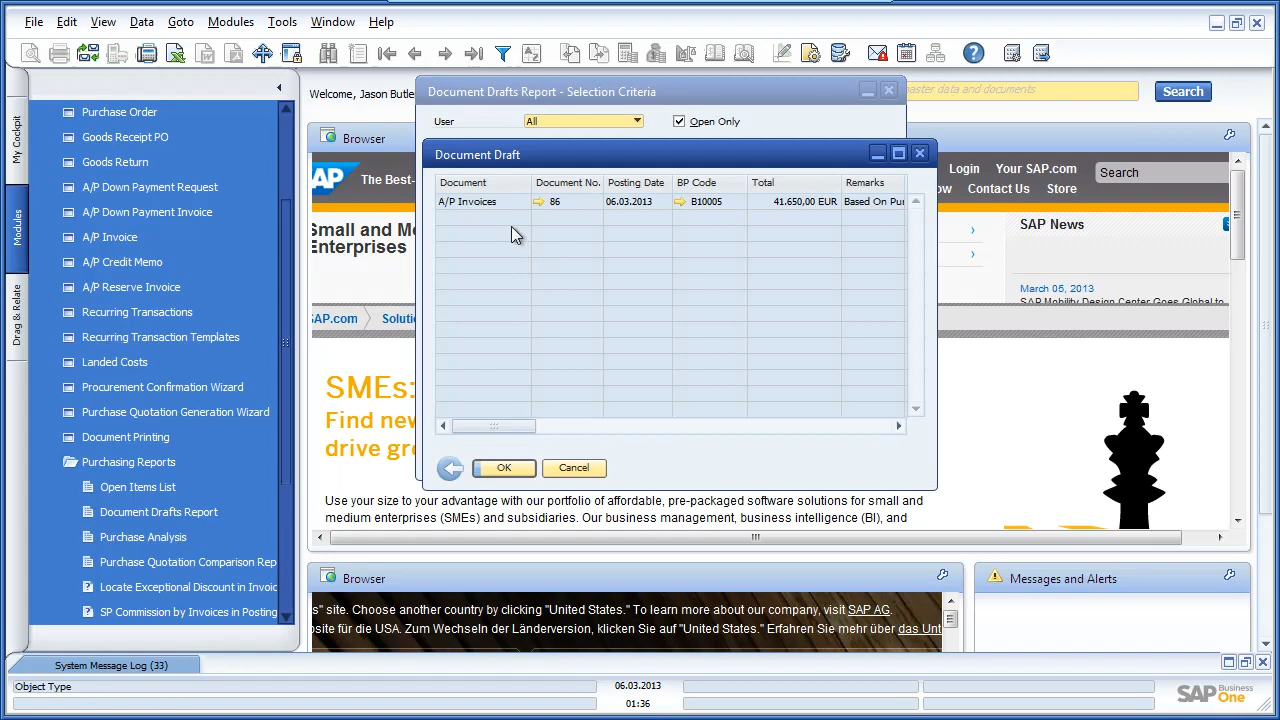 File Edit View Data Goto Modules Tools Window Help
Welcome, Jason Butle
master data and documents
Search
My Cockpit
Modules
Drag & Relate
Purchase Order
Goods Receipt PO
Goods Return
A/P Down Payment Request
A/P Down Payment Invoice
A/P Invoice
A/P Credit Memo
A/P Reserve Invoice
Recurring Transactions
Recurring Transaction Templates
Landed Costs
Procurement Confirmation Wizard
Purchase Quotation Generation Wizard
Document Printing
Purchasing Reports
Open Items List
Document Drafts Report
Purchase Analysis
Purchase Quotation Comparison Rep
Locate Exceptional Discount in Invoic
SP Commission by Invoices in Posting
Document Drafts Report - Selection Criteria
User All Open Only
Document Draft
Document Document No. Posting Date BP Code Total Remarks
A/P Invoices 86 06.03.2013 B10005 41.650,00 EUR Based On Pur
OK Cancel
Browser
SAP The Best-
Login Your SAP.com
Contact Us Store
Search
Small and Me
Enterprises
SAP News
March 05, 2013
SAP Mobility Design Center Goes Global to
SAP.com Solutio
SMEs:
Find new
drive gro
Use your size to your advantage with our portfolio of affordable, pre-packaged software solutions for small and
medium enterprises (SMEs) and subsidiaries. Our business management, business intelligence (BI), and
Browser
s" site. Choose another country by clicking "United States." To learn more about our company, visit SAP AG.
bsite für die USA. Zum Wechseln der Länderversion, klicken Sie auf "United States." Erfahren Sie mehr über das Unt
Messages and Alerts
System Message Log (33)
Object Type
06.03.2013
01:36
SAP Business One